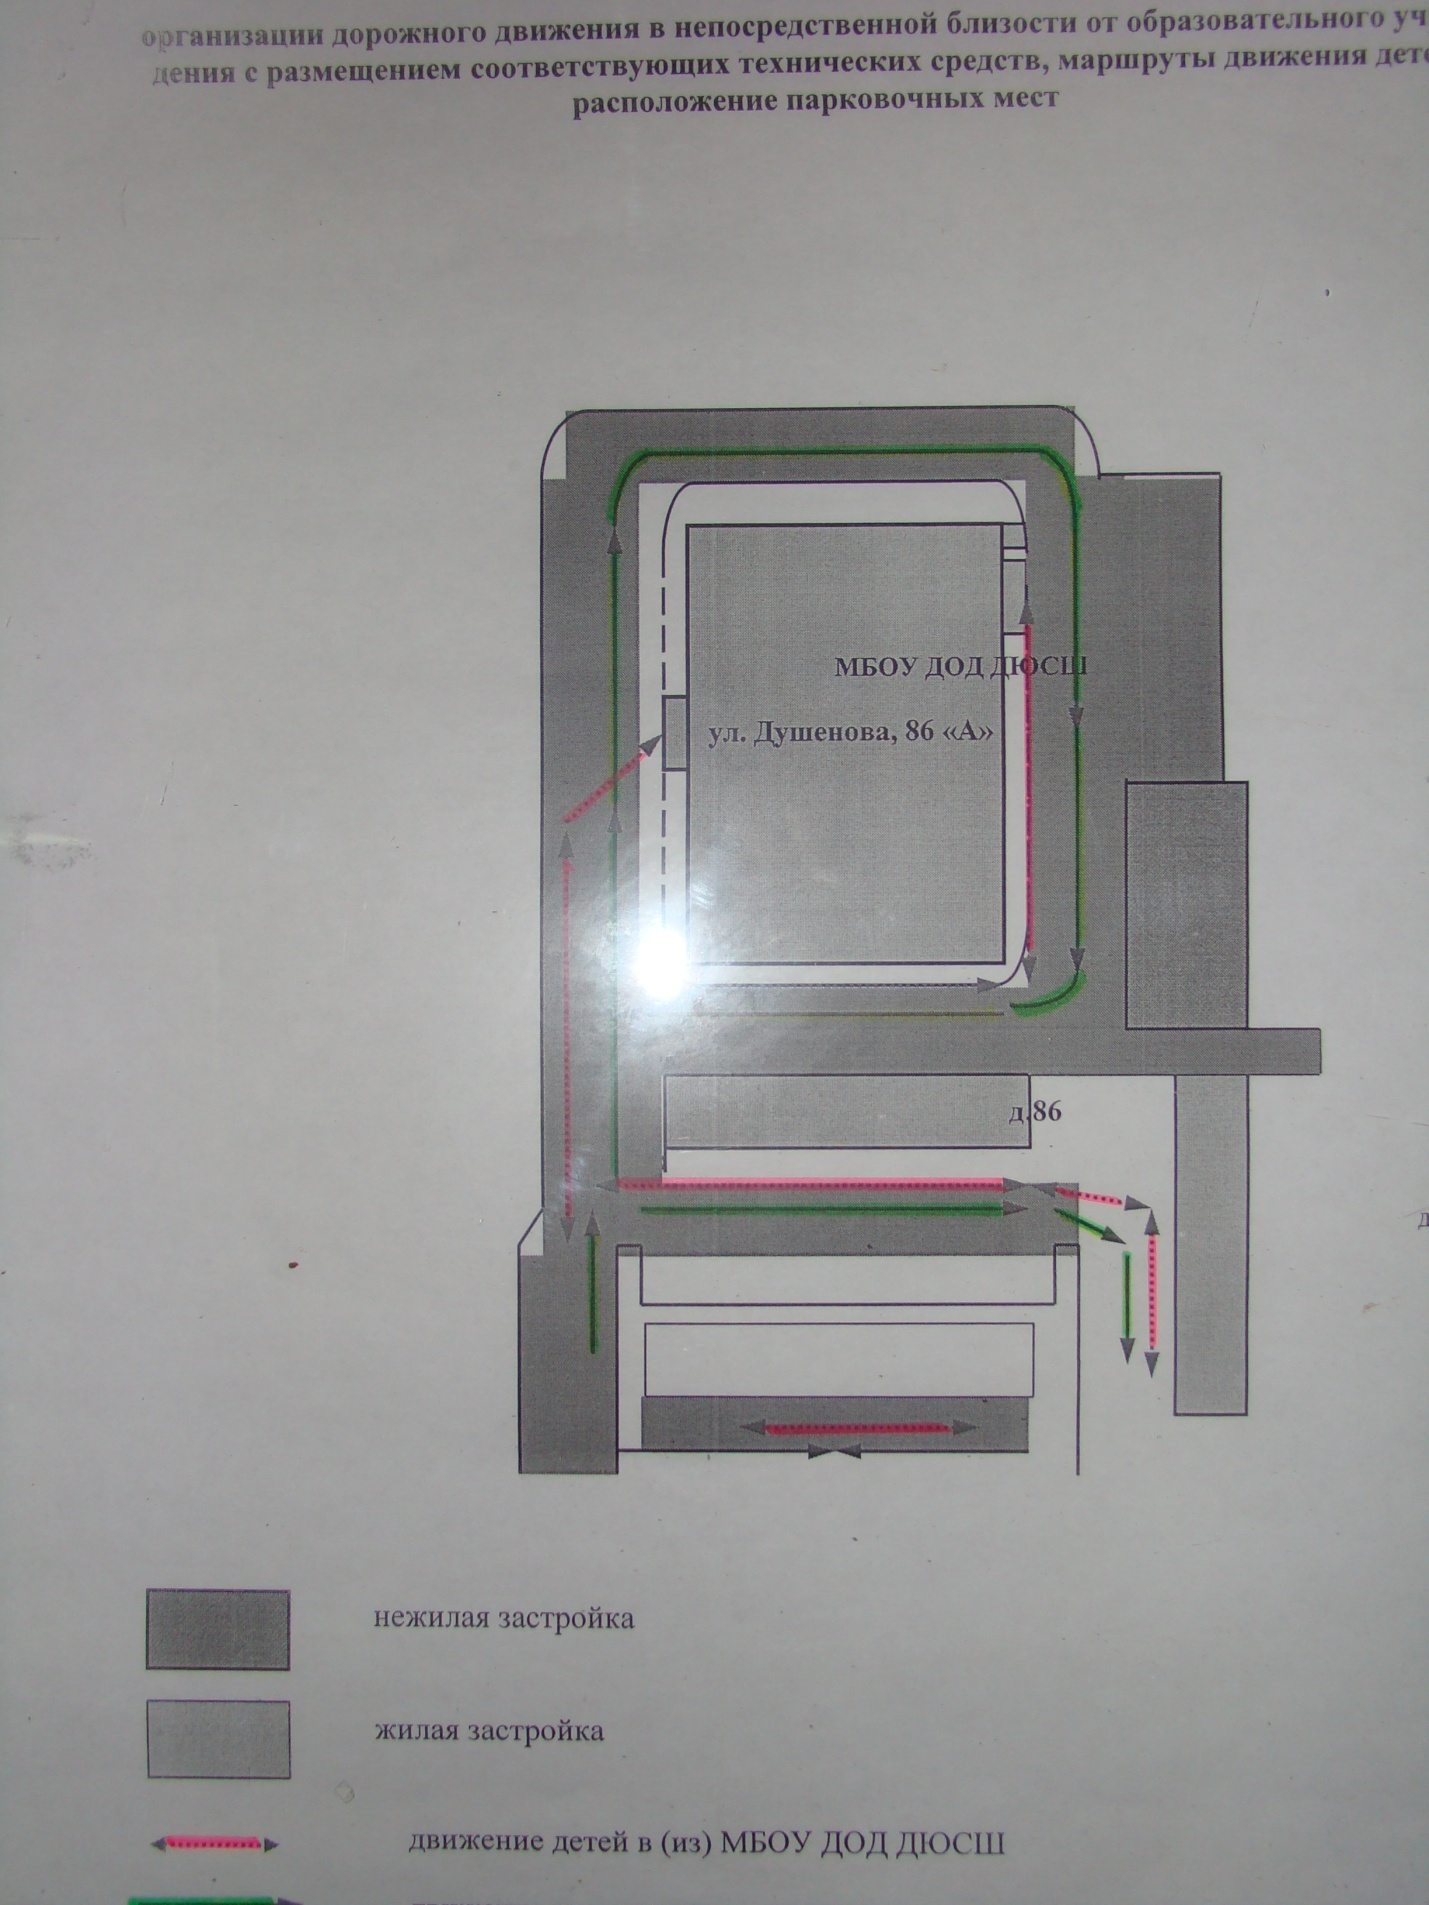 организации дорожного движения в непосредственной близости от образовательного уч
дения с размещением соответствующих технических средств, маршруты движения дете
расположение парковочных мест
МБОУ ДОД ДЮСШ
ул. Душенова, 86 «А»
д.86
нежилая застройка
жилая застройка
движение детей в (из) МБОУ ДОД ДЮСШ